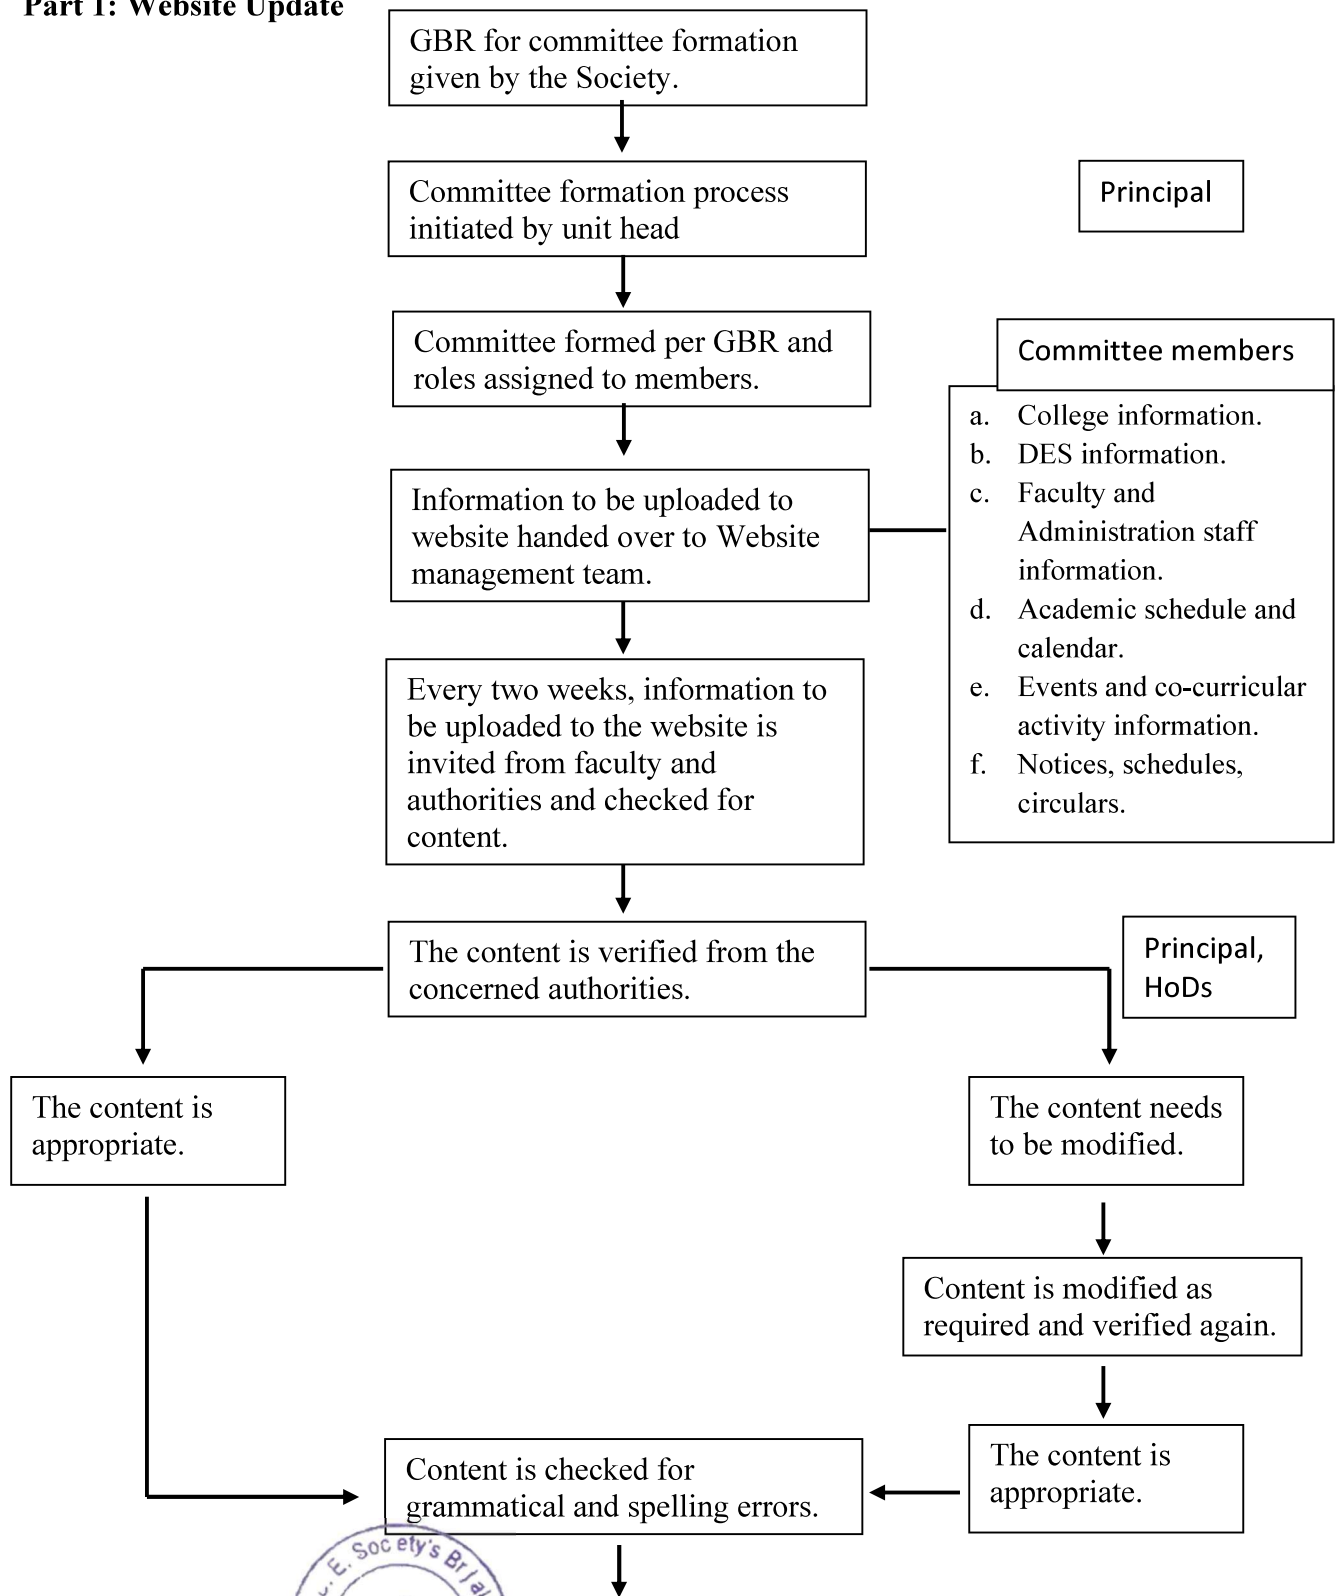 Part 1: Website Update
GBR for committee formation
given by the Society.
Committee formation process
initiated by unit head
Principal
Committee formed per GBR and
roles assigned to members.
Committee members
a. College information.
b. DES information.
c. Faculty and
Administration staff
information.
d. Academic schedule and
calendar.
e. Events and co-curricular
activity information.
f. Notices, schedules,
circulars.
Information to be uploaded to
website handed over to Website
management team.
Every two weeks, information to
be uploaded to the website is
invited from faculty and
authorities and checked for
content.
The content is verified from the
concerned authorities.
Principal,
HoDs
The content is
appropriate.
The content needs
to be modified.
Content is modified as
required and verified again.
The content is
appropriate.
Content is checked for
grammatical and spelling errors.
E. Society's